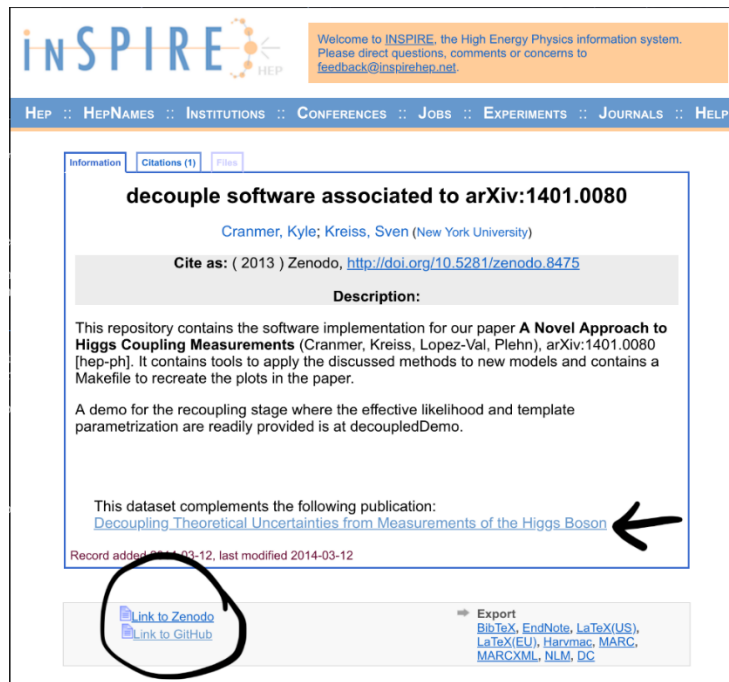 inSPIRE HEP
Welcome to INSPIRE, the High Energy Physics information system.
Please direct questions, comments or concerns to
feedback@inspirehep.net.
HEP :: HEPNAMES :: INSTITUTIONS :: CONFERENCES :: JOBS :: EXPERIMENTS :: JOURNALS :: HELP
Information Citations (1) Files
decouple software associated to arXiv:1401.0080
Cranmer, Kyle; Kreiss, Sven (New York University)
Cite as: ( 2013 ) Zenodo, http://doi.org/10.5281/zenodo.8475
Description:
This repository contains the software implementation for our paper A Novel Approach to
Higgs Coupling Measurements (Cranmer, Kreiss, Lopez-Val, Plehn), arXiv:1401.0080
[hep-ph]. It contains tools to apply the discussed methods to new models and contains a
Makefile to recreate the plots in the paper.
A demo for the recoupling stage where the effective likelihood and template
parametrization are readily provided is at decoupledDemo.
This dataset complements the following publication:
Decoupling Theoretical Uncertainties from Measurements of the Higgs Boson
Record added 2014-03-12, last modified 2014-03-12
Link to Zenodo
Link to GitHub
Export
BibTeX, EndNote, LaTeX(US),
LaTeX(EU), Harvmac, MARC,
MARCXML, NLM, DC